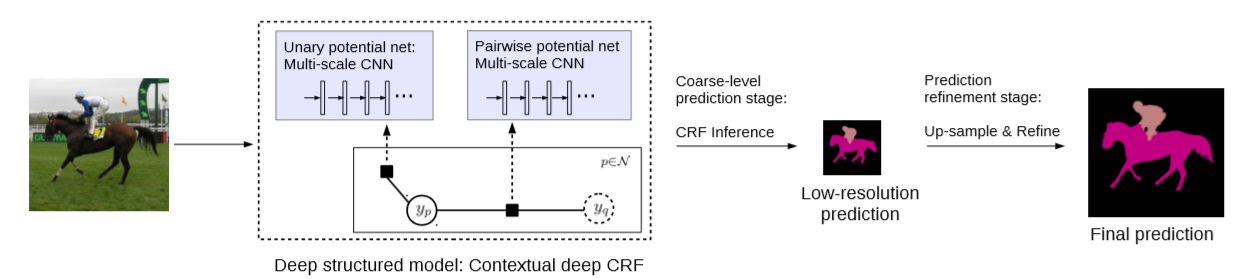 Unary potential net:
Multi-scale CNN
...
Pairwise potential net
Multi-scale CNN
...
p∈𝒩
y_p
y_q
Deep structured model: Contextual deep CRF
Coarse-level
prediction stage:
CRF Inference
Low-resolution
prediction
Prediction
refinement stage:
Up-sample & Refine
Final prediction